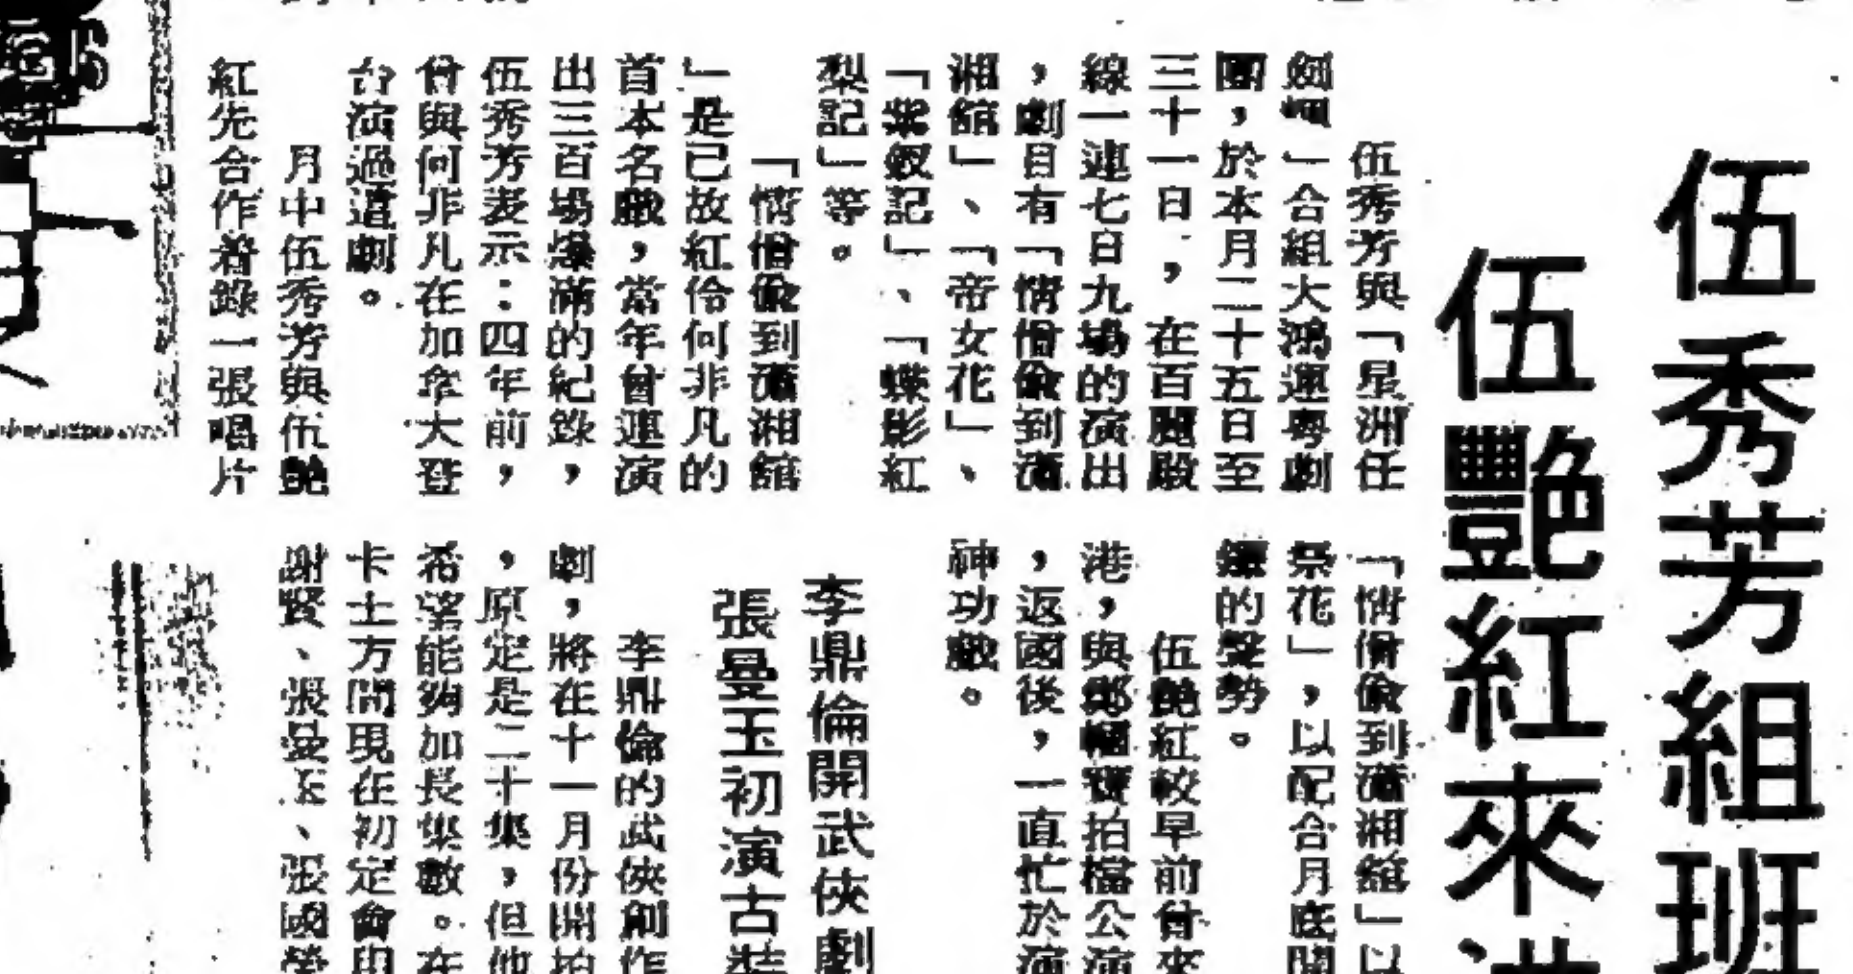 伍秀芳組班
伍艷紅來港
伍秀芳與「星洲任
劍輝」合組大鴻運粵劇
團，於本月二十五日至
三十一日，在百麗殿
線一連七日九場的演出
，劇目有「情僧偷到瀟
湘館」、「帝女花」、
「紫釵記」、「蝶影紅
梨記」等。
「情僧偷到瀟湘館
」是已故紅伶何非凡的
首本名戲，當年曾連演
出三百場爆滿的紀錄，
伍秀芳表示：四年前，
曾與何非凡在加拿大登
台演過這劇。
月中伍秀芳與伍艷
紅先合作着錄一張唱片
「情僧偷到瀟湘館」以
祭花」，以配合月底開
鑼的聲勢。
伍艷紅較早前曾來
港，與鄧幗寶拍檔公演
，返國後，一直忙於演
神功戲。
李鼎倫開武俠劇
張曼玉初演古裝
李鼎倫的武俠創作
劇，將在十一月份開拍
，原定是二十集，但他
希望能夠加長集數。在
卡士方間現在初定會由
謝賢、張曼玉、張國榮